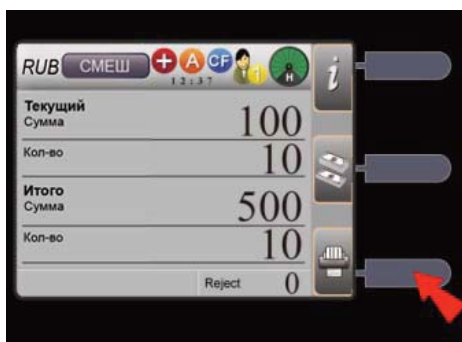 RUB СМЕШ + A CF 1 H i
12:37
Текущий
Сумма 100
Кол-во 10
Итого
Сумма 500
Кол-во 10
Reject 0